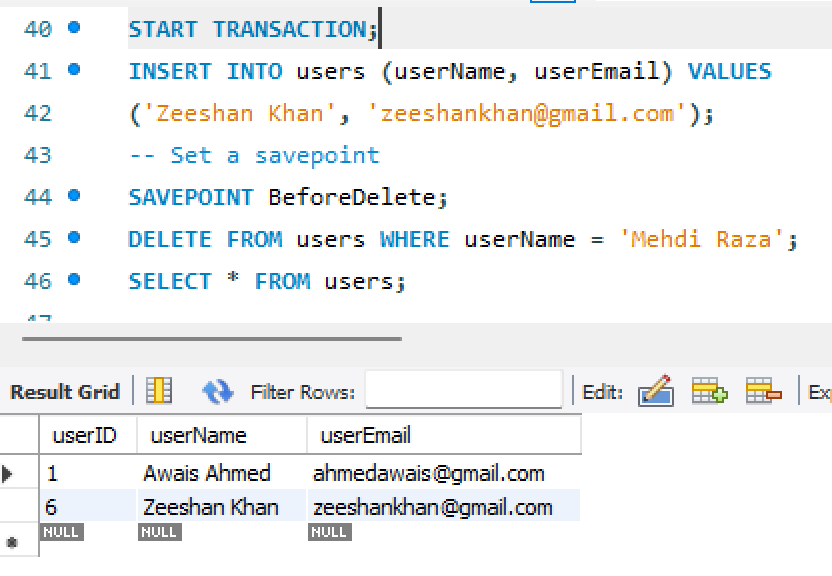 40 START TRANSACTION;
41 INSERT INTO users (userName, userEmail) VALUES
42 ('Zeeshan Khan', 'zeeshankhan@gmail.com');
43 -- Set a savepoint
44 SAVEPOINT BeforeDelete;
45 DELETE FROM users WHERE userName = 'Mehdi Raza';
46 SELECT * FROM users;
47
Result Grid Filter Rows: Edit:
userID userName userEmail
1 Awais Ahmed ahmedawais@gmail.com
6 Zeeshan Khan zeeshankhan@gmail.com
NULL NULL NULL